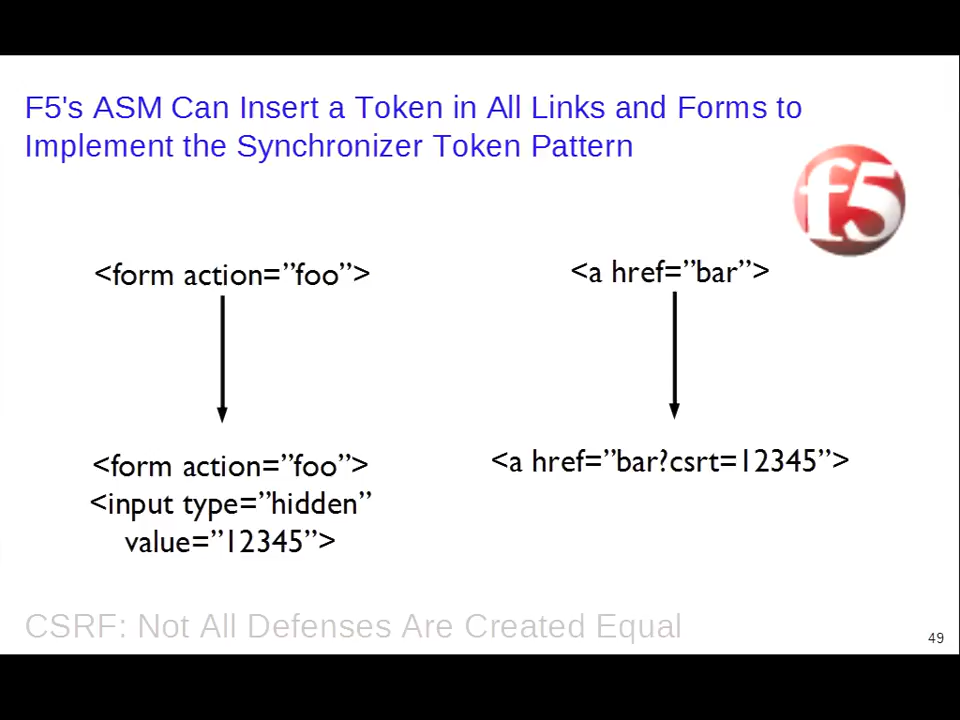 F5's ASM Can Insert a Token in All Links and Forms to
Implement the Synchronizer Token Pattern
f5
<form action=”foo”>
<a href=”bar”>
<form action=”foo”>
<input type=”hidden”
value=”12345”>
<a href=”bar?csrt=12345”>
CSRF: Not All Defenses Are Created Equal
49